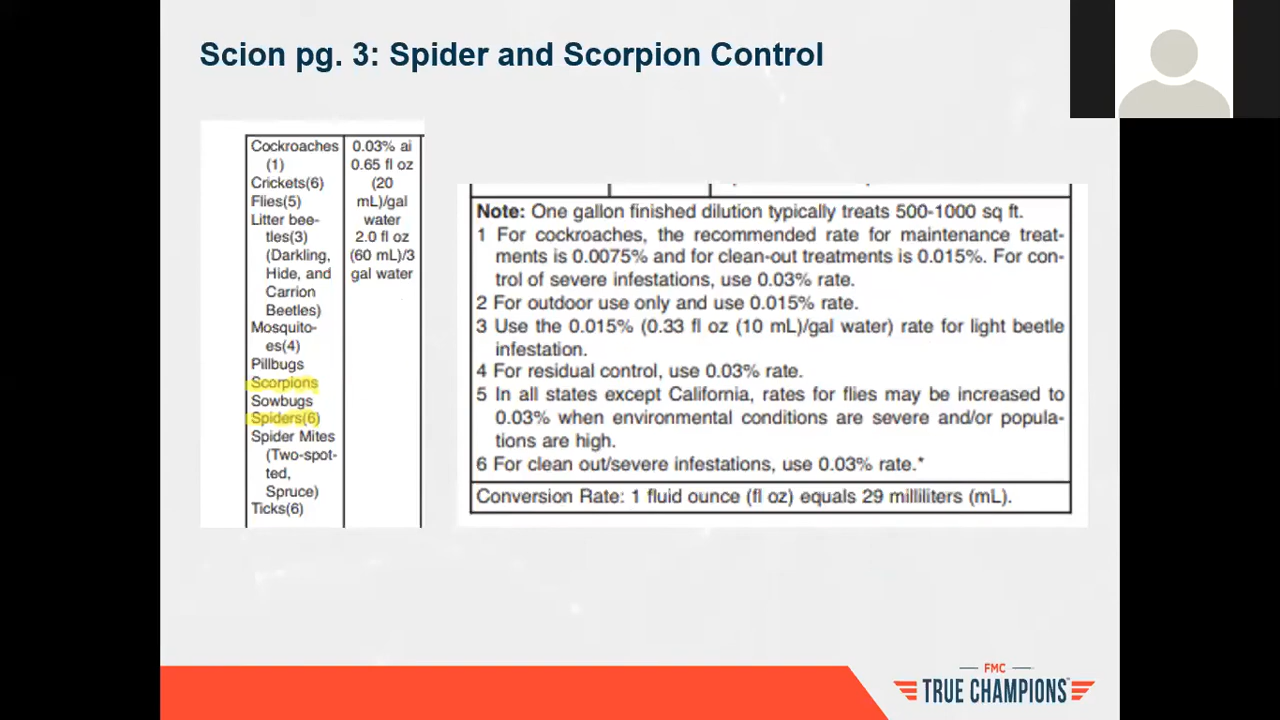 Scion pg. 3: Spider and Scorpion Control
Cockroaches
(1)
Crickets(6)
Flies(5)
Litter bee-
tles(3)
(Darkling,
Hide, and
Carrion
Beetles)
Mosquito-
es(4)
Pillbugs
Scorpions
Sowbugs
Spiders(6)
Spider Mites
(Two-spot-
ted,
Spruce)
Ticks(6)
0.03% ai
0.65 fl oz
(20
mL)/gal
water
2.0 fl oz
(60 mL)/3
gal water
Note: One gallon finished dilution typically treats 500-1000 sq ft.
1 For cockroaches, the recommended rate for maintenance treat-
ments is 0.0075% and for clean-out treatments is 0.015%. For con-
trol of severe infestations, use 0.03% rate.
2 For outdoor use only and use 0.015% rate.
3 Use the 0.015% (0.33 fl oz (10 mL)/gal water) rate for light beetle
infestation.
4 For residual control, use 0.03% rate.
5 In all states except California, rates for flies may be increased to
0.03% when environmental conditions are severe and/or popula-
tions are high.
6 For clean out/severe infestations, use 0.03% rate.*
Conversion Rate: 1 fluid ounce (fl oz) equals 29 milliliters (mL).
FMC
TRUE CHAMPIONS™